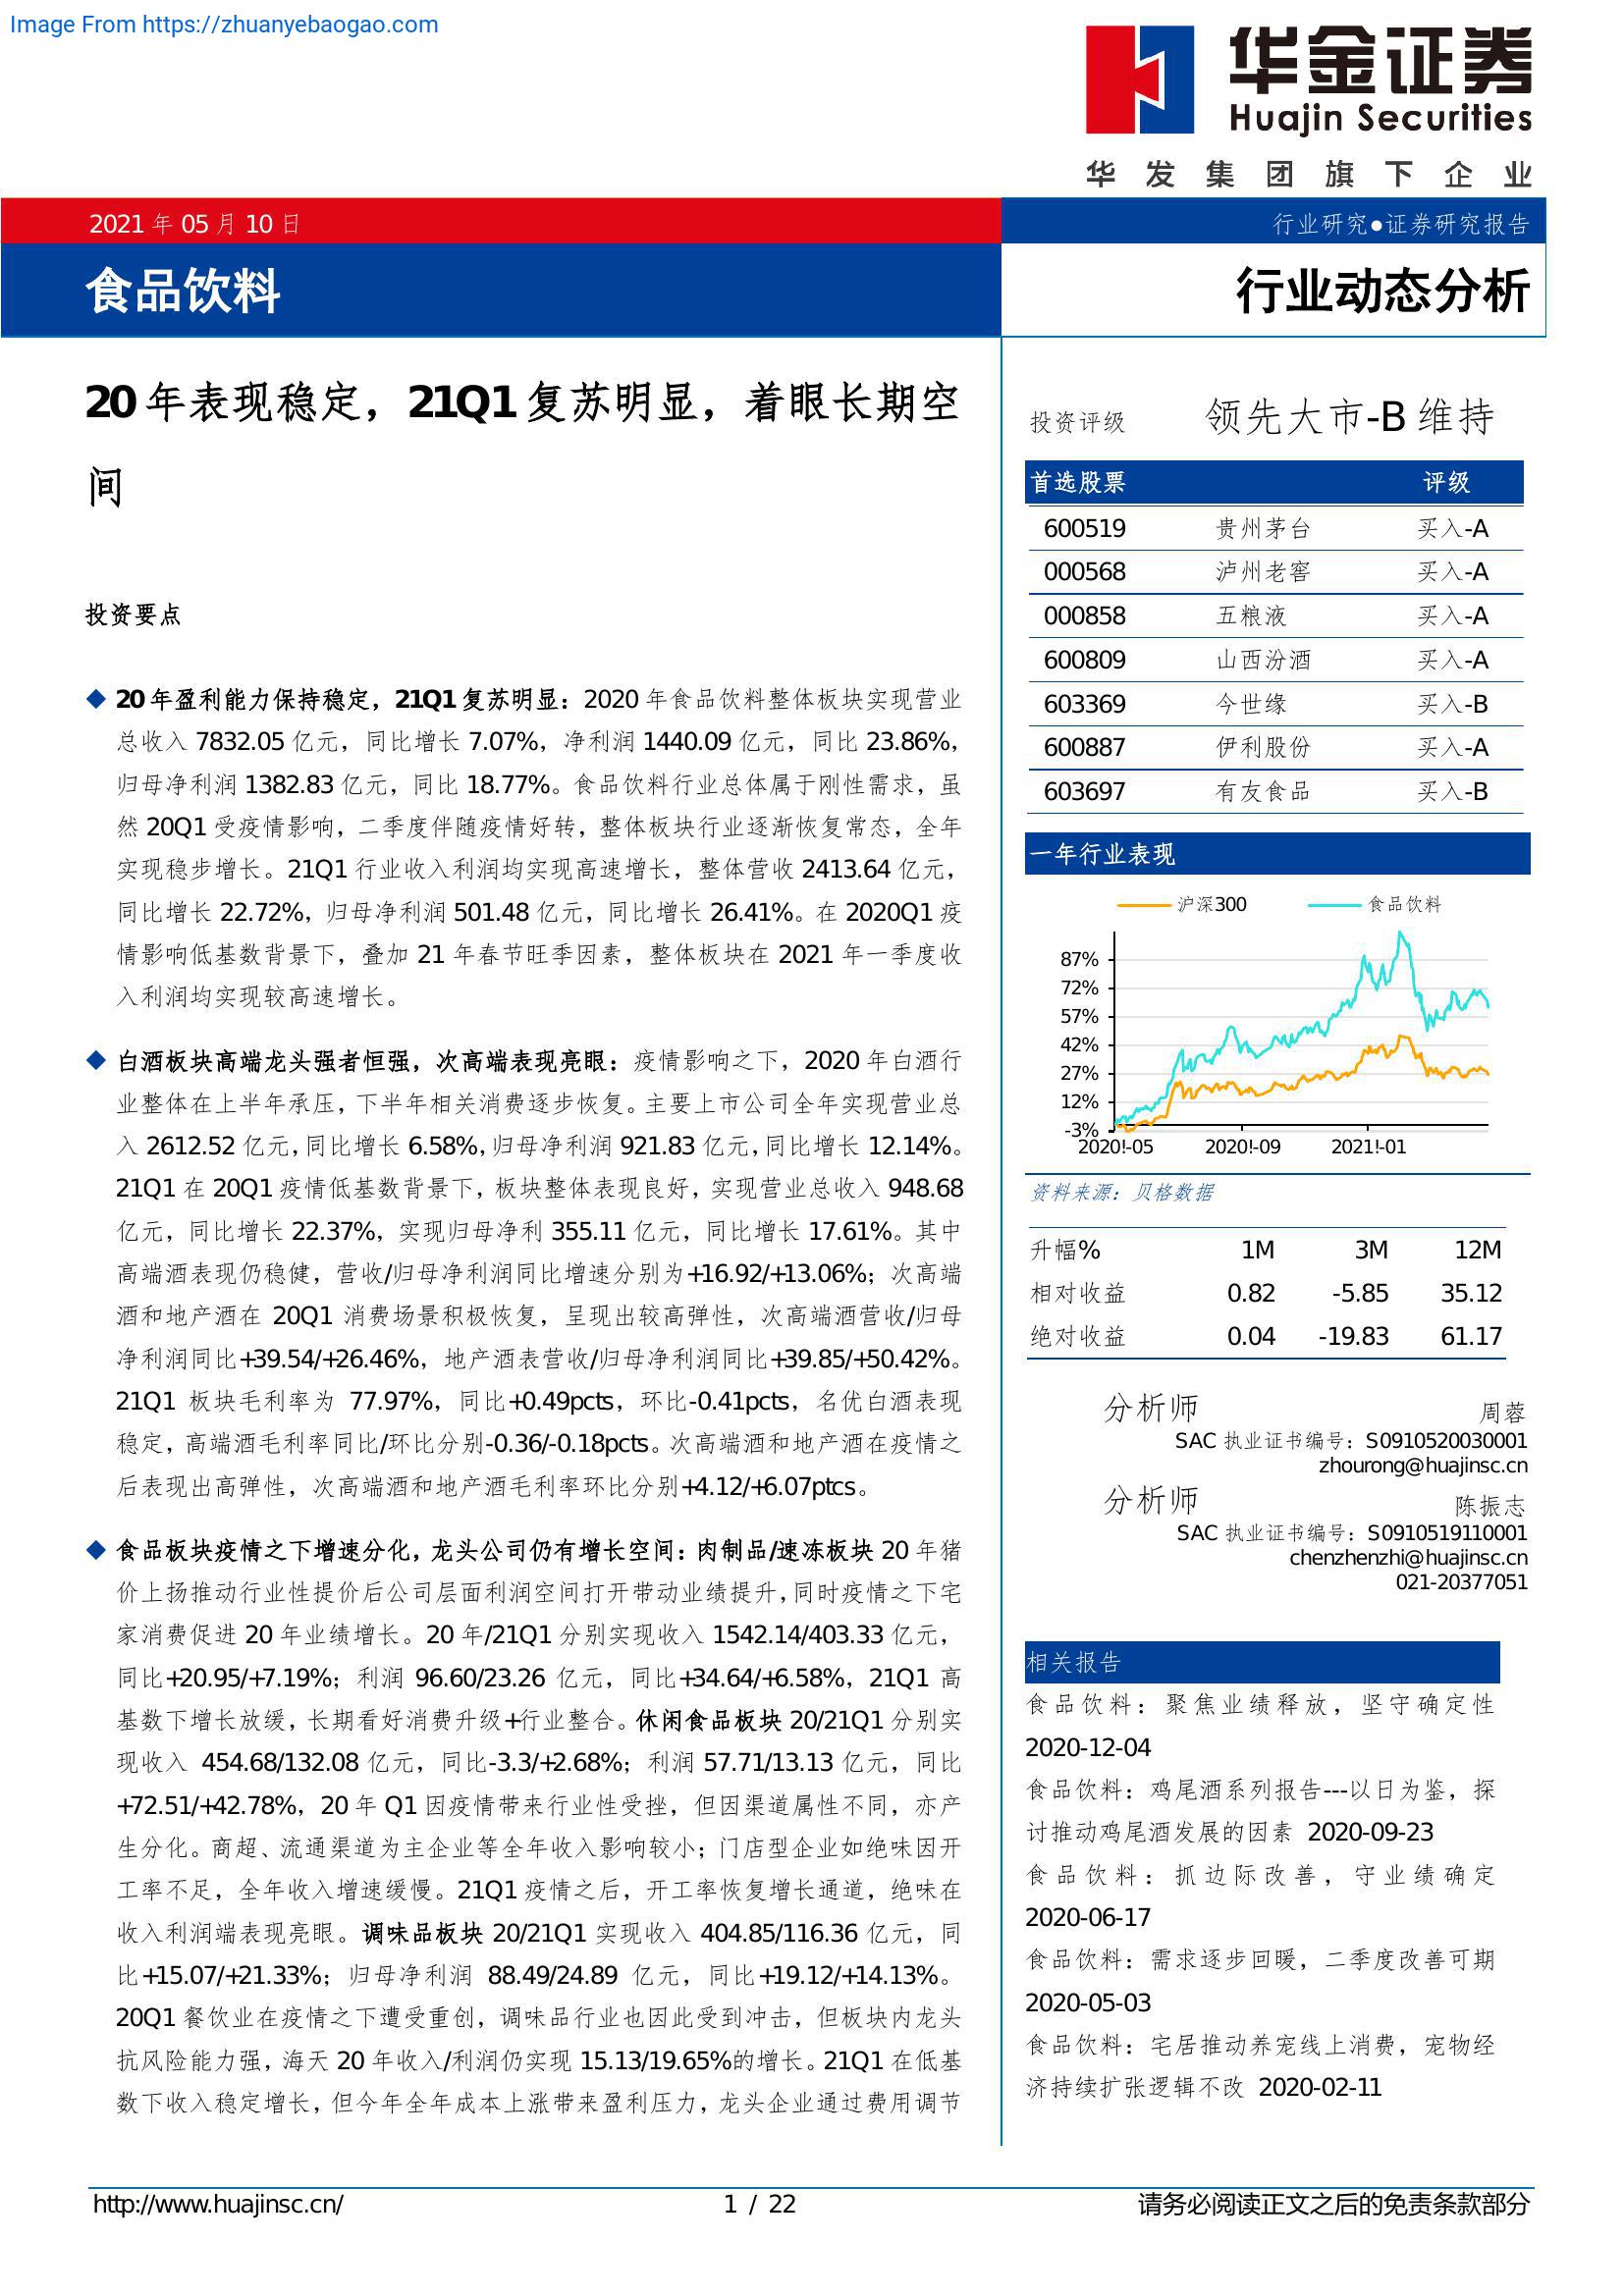 Image From https://zhuanyebaogao.com
华金证券
Huajin Securities
华发集团旗下企业
2021 年 05 月 10 日
行业研究●证券研究报告
食品饮料
行业动态分析
20 年表现稳定，21Q1 复苏明显，着眼长期空
间
投资要点
◆ 20 年盈利能力保持稳定，21Q1 复苏明显：2020 年食品饮料整体板块实现营业
总收入 7832.05 亿元，同比增长 7.07%，净利润 1440.09 亿元，同比 23.86%，
归母净利润 1382.83 亿元，同比 18.77%。食品饮料行业总体属于刚性需求，虽
然 20Q1 受疫情影响，二季度伴随疫情好转，整体板块行业逐渐恢复常态，全年
实现稳步增长。21Q1 行业收入利润均实现高速增长，整体营收 2413.64 亿元，
同比增长 22.72%，归母净利润 501.48 亿元，同比增长 26.41%。在 2020Q1 疫
情影响低基数背景下，叠加 21 年春节旺季因素，整体板块在 2021 年一季度收
入利润均实现较高速增长。
◆ 白酒板块高端龙头强者恒强，次高端表现亮眼：疫情影响之下，2020 年白酒行
业整体在上半年承压，下半年相关消费逐步恢复。主要上市公司全年实现营业总
入 2612.52 亿元，同比增长 6.58%，归母净利润 921.83 亿元，同比增长 12.14%。
21Q1 在 20Q1 疫情低基数背景下，板块整体表现良好，实现营业总收入 948.68
亿元，同比增长 22.37%，实现归母净利 355.11 亿元，同比增长 17.61%。其中
高端酒表现仍稳健，营收/归母净利润同比增速分别为+16.92/+13.06%；次高端
酒和地产酒在 20Q1 消费场景积极恢复，呈现出较高弹性，次高端酒营收/归母
净利润同比+39.54/+26.46%，地产酒表营收/归母净利润同比+39.85/+50.42%。
21Q1 板块毛利率为 77.97%，同比+0.49pcts，环比-0.41pcts，名优白酒表现
稳定，高端酒毛利率同比/环比分别-0.36/-0.18pcts。次高端酒和地产酒在疫情之
后表现出高弹性，次高端酒和地产酒毛利率环比分别+4.12/+6.07ptcs。
◆ 食品板块疫情之下增速分化，龙头公司仍有增长空间：肉制品/速冻板块 20 年猪
价上扬推动行业性提价后公司层面利润空间打开带动业绩提升，同时疫情之下宅
家消费促进 20 年业绩增长。20 年/21Q1 分别实现收入 1542.14/403.33 亿元，
同比+20.95/+7.19%；利润 96.60/23.26 亿元，同比+34.64/+6.58%，21Q1 高
基数下增长放缓，长期看好消费升级+行业整合。休闲食品板块 20/21Q1 分别实
现收入 454.68/132.08 亿元，同比-3.3/+2.68%；利润 57.71/13.13 亿元，同比
+72.51/+42.78%，20 年 Q1 因疫情带来行业性受挫，但因渠道属性不同，亦产
生分化。商超、流通渠道为主企业等全年收入影响较小；门店型企业如绝味因开
工率不足，全年收入增速缓慢。21Q1 疫情之后，开工率恢复增长通道，绝味在
收入利润端表现亮眼。调味品板块 20/21Q1 实现收入 404.85/116.36 亿元，同
比+15.07/+21.33%；归母净利润 88.49/24.89 亿元，同比+19.12/+14.13%。
20Q1 餐饮业在疫情之下遭受重创，调味品行业也因此受到冲击，但板块内龙头
抗风险能力强，海天 20 年收入/利润仍实现 15.13/19.65%的增长。21Q1 在低基
数下收入稳定增长，但今年全年成本上涨带来盈利压力，龙头企业通过费用调节
投资评级 领先大市-B 维持
首选股票 评级
600519 贵州茅台 买入-A
000568 泸州老窖 买入-A
000858 五粮液 买入-A
600809 山西汾酒 买入-A
603369 今世缘 买入-B
600887 伊利股份 买入-A
603697 有友食品 买入-B
一年行业表现
沪深300 食品饮料
87%
72%
57%
42%
27%
12%
-3%
2020!-05 2020!-09 2021!-01
资料来源：贝格数据
升幅% 1M 3M 12M
相对收益 0.82 -5.85 35.12
绝对收益 0.04 -19.83 61.17
分析师 周蓉
SAC 执业证书编号：S0910520030001
zhourong@huajinsc.cn
分析师 陈振志
SAC 执业证书编号：S0910519110001
chenzhenzhi@huajinsc.cn
021-20377051
相关报告
食品饮料：聚焦业绩释放，坚守确定性
2020-12-04
食品饮料：鸡尾酒系列报告---以日为鉴，探
讨推动鸡尾酒发展的因素 2020-09-23
食品饮料：抓边际改善，守业绩确定
2020-06-17
食品饮料：需求逐步回暖，二季度改善可期
2020-05-03
食品饮料：宅居推动养宠线上消费，宠物经
济持续扩张逻辑不改 2020-02-11
http://www.huajinsc.cn/
1 / 22
请务必阅读正文之后的免责条款部分